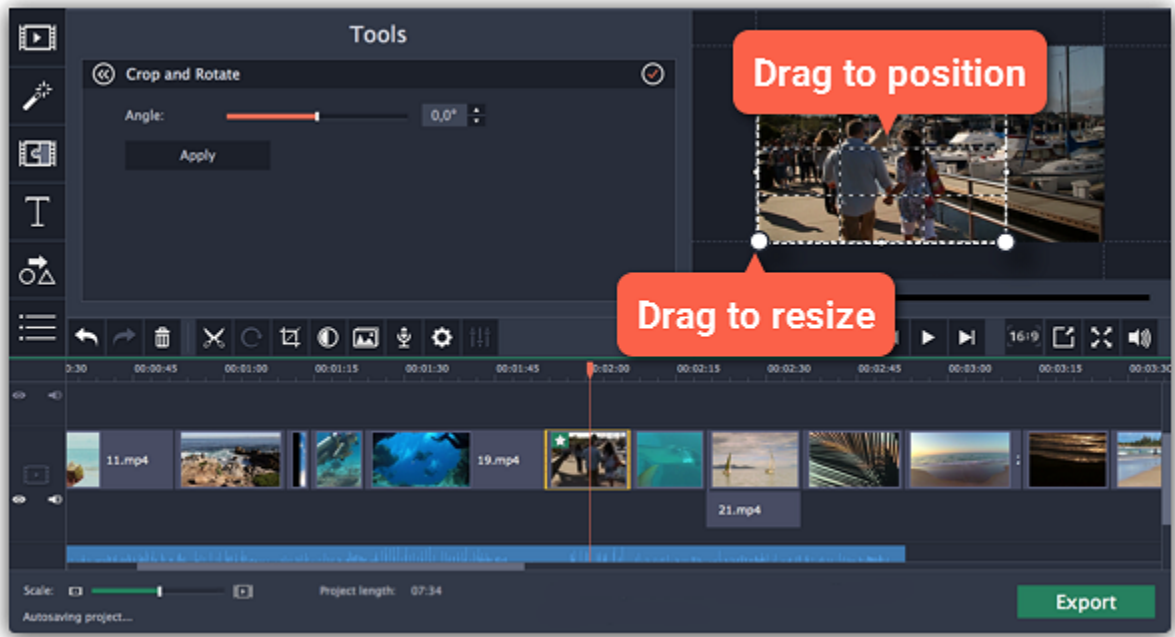 Tools
Crop and Rotate
Angle:
0,0°
Apply
Drag to position
Drag to resize
T
16:9
0:30 00:00:45 00:01:00 00:01:15 00:01:30 00:01:45 0:02:00 00:02:15 00:02:30 00:02:45 00:03:00 00:03:15 00:03:30
11.mp4
19.mp4
21.mp4
Scale:
Project length: 07:34
Autosaving project...
Export